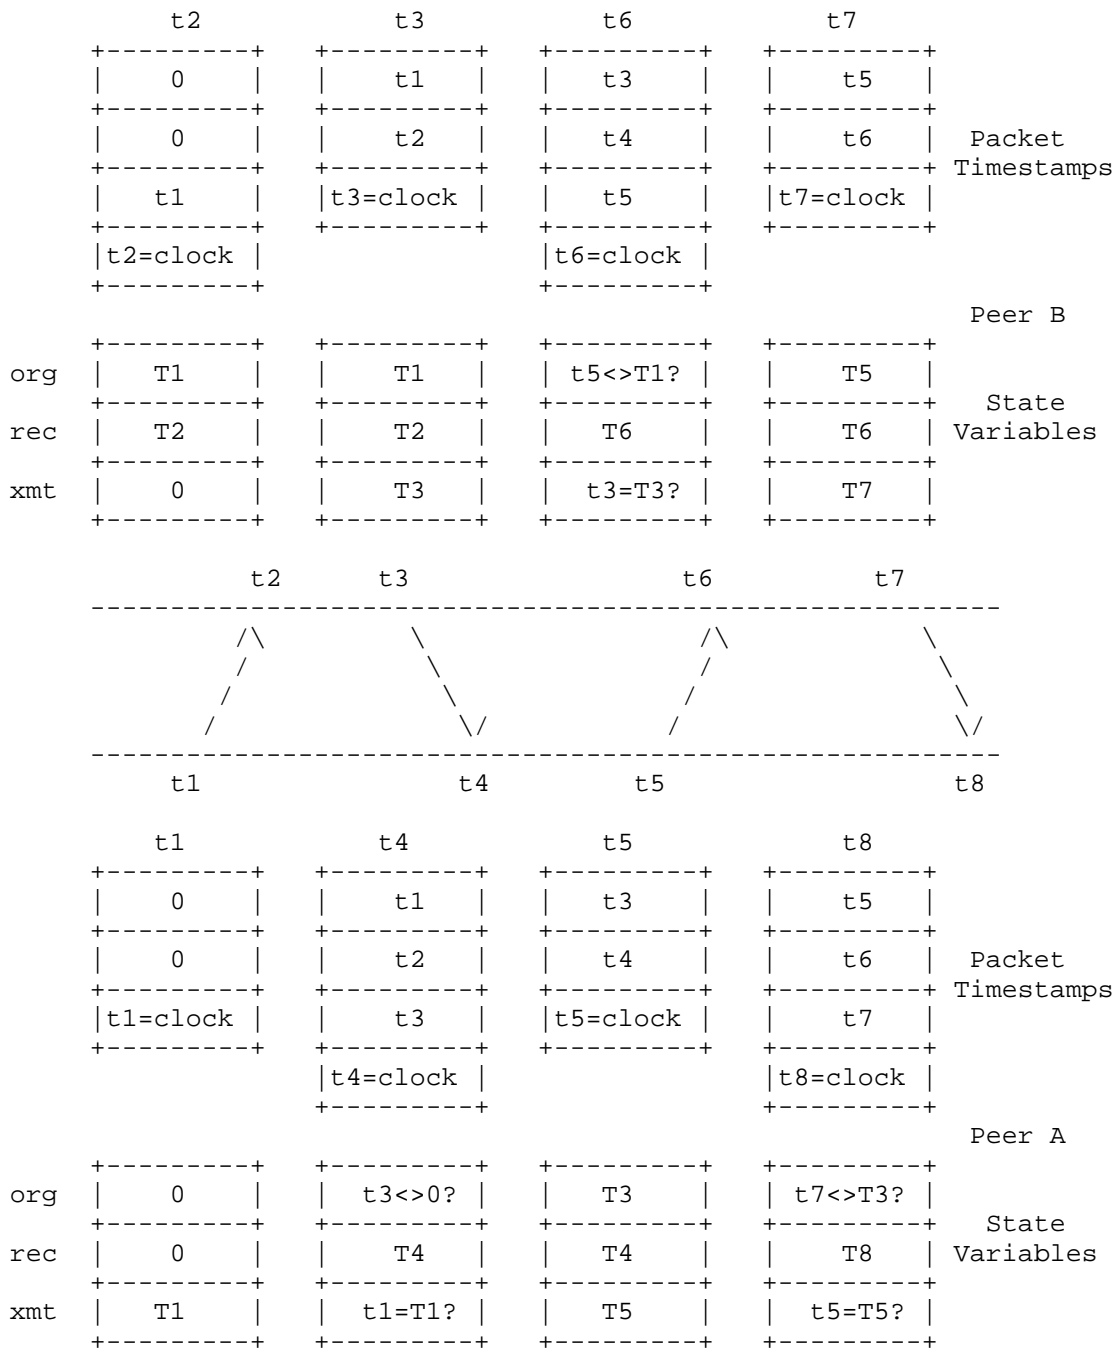 t2            t3            t6            t7
           +---------+   +---------+   +---------+   +---------+
           |    0    |   |    t1   |   |    t3   |   |    t5   |
           +---------+   +---------+   +---------+   +---------+
           |    0    |   |    t2   |   |    t4   |   |    t6   |  Packet
           +---------+   +---------+   +---------+   +---------+ Timestamps
           |   t1    |   |t3=clock |   |    t5   |   |t7=clock |
           +---------+   +---------+   +---------+   +---------+
           |t2=clock |                 |t6=clock |
           +---------+                 +---------+
                                                                  Peer B
           +---------+   +---------+   +---------+   +---------+
      org  |   T1    |   |    T1   |   | t5<>T1? |   |    T5   |
           +---------+   +---------+   +---------+   +---------+   State
      rec  |   T2    |   |    T2   |   |    T6   |   |    T6   | Variables
           +---------+   +---------+   +---------+   +---------+
      xmt  |    0    |   |    T3   |   |  t3=T3? |   |    T7   |
           +---------+   +---------+   +---------+   +---------+

                     t2      t3                 t6          t7
           ---------------------------------------------------------
                    /\         \                 /\            \
                    /           \                /              \
                   /             \              /                \
                  /               \/           /                 \/
           ---------------------------------------------------------
                t1                t4         t5                  t8

               t1            t4            t5             t8
           +---------+   +---------+   +---------+   +---------+
           |    0    |   |    t1   |   |    t3   |   |    t5   |
           +---------+   +---------+   +---------+   +---------+
           |    0    |   |    t2   |   |    t4   |   |    t6   |  Packet
           +---------+   +---------+   +---------+   +---------+ Timestamps
           |t1=clock |   |    t3   |   |t5=clock |   |    t7   |
           +---------+   +---------+   +---------+   +---------+
                         |t4=clock |                 |t8=clock |
                         +---------+                 +---------+
                                                                  Peer A
           +---------+   +---------+   +---------+   +---------+
      org  |    0    |   |  t3<>0? |   |   T3    |   | t7<>T3? |
           +---------+   +---------+   +---------+   +---------+   State
      rec  |    0    |   |    T4   |   |   T4    |   |    T8   | Variables
           +---------+   +---------+   +---------+   +---------+
      xmt  |   T1    |   |  t1=T1? |   |   T5    |   |  t5=T5? |
           +---------+   +---------+   +---------+   +---------+